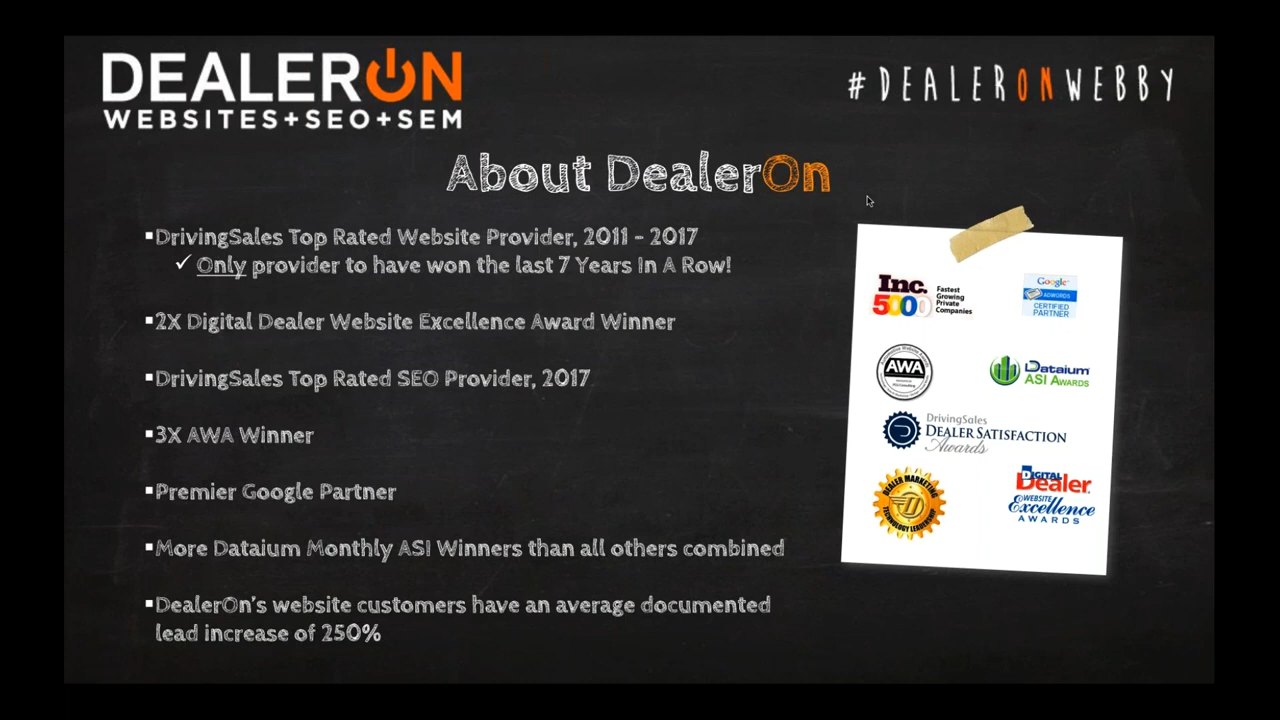 DEALERON
WEBSITES+SEO+SEM
#DEALERONWEBBY
About DealerOn
▪DrivingSales Top Rated Website Provider, 2011 - 2017
✓ Only provider to have won the last 7 Years In A Row!
▪2X Digital Dealer Website Excellence Award Winner
▪DrivingSales Top Rated SEO Provider, 2017
▪3X AWA Winner
▪Premier Google Partner
▪More Dataium Monthly ASI Winners than all others combined
▪DealerOn's website customers have an average documented
lead increase of 250%
Inc.
5000
Fastest
Growing
Private
Companies
Google
ADWORDS
CERTIFIED
PARTNER
AWA
Dataium
ASI AWARDS
DrivingSales
DEALER SATISFACTION
Awards
DEALER MARKETING
TECHNOLOGY LEADERSHIP
DIGITAL
Dealer
WEBSITE
Excellence
AWARDS